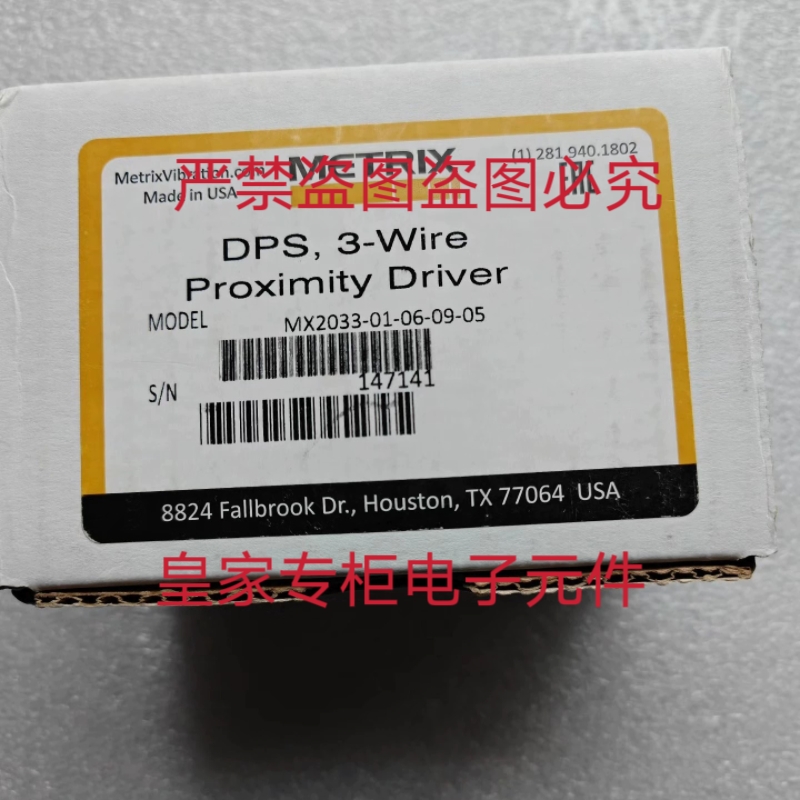 METRIX
(1) 281.940.1802
MetrixVibration.com
Made in USA
EAC
严禁盗图盗图必究
DPS, 3-Wire
Proximity Driver
MODEL
MX2033-01-06-09-05
S/N
147141
8824 Fallbrook Dr., Houston, TX 77064 USA
皇家专柜电子元件